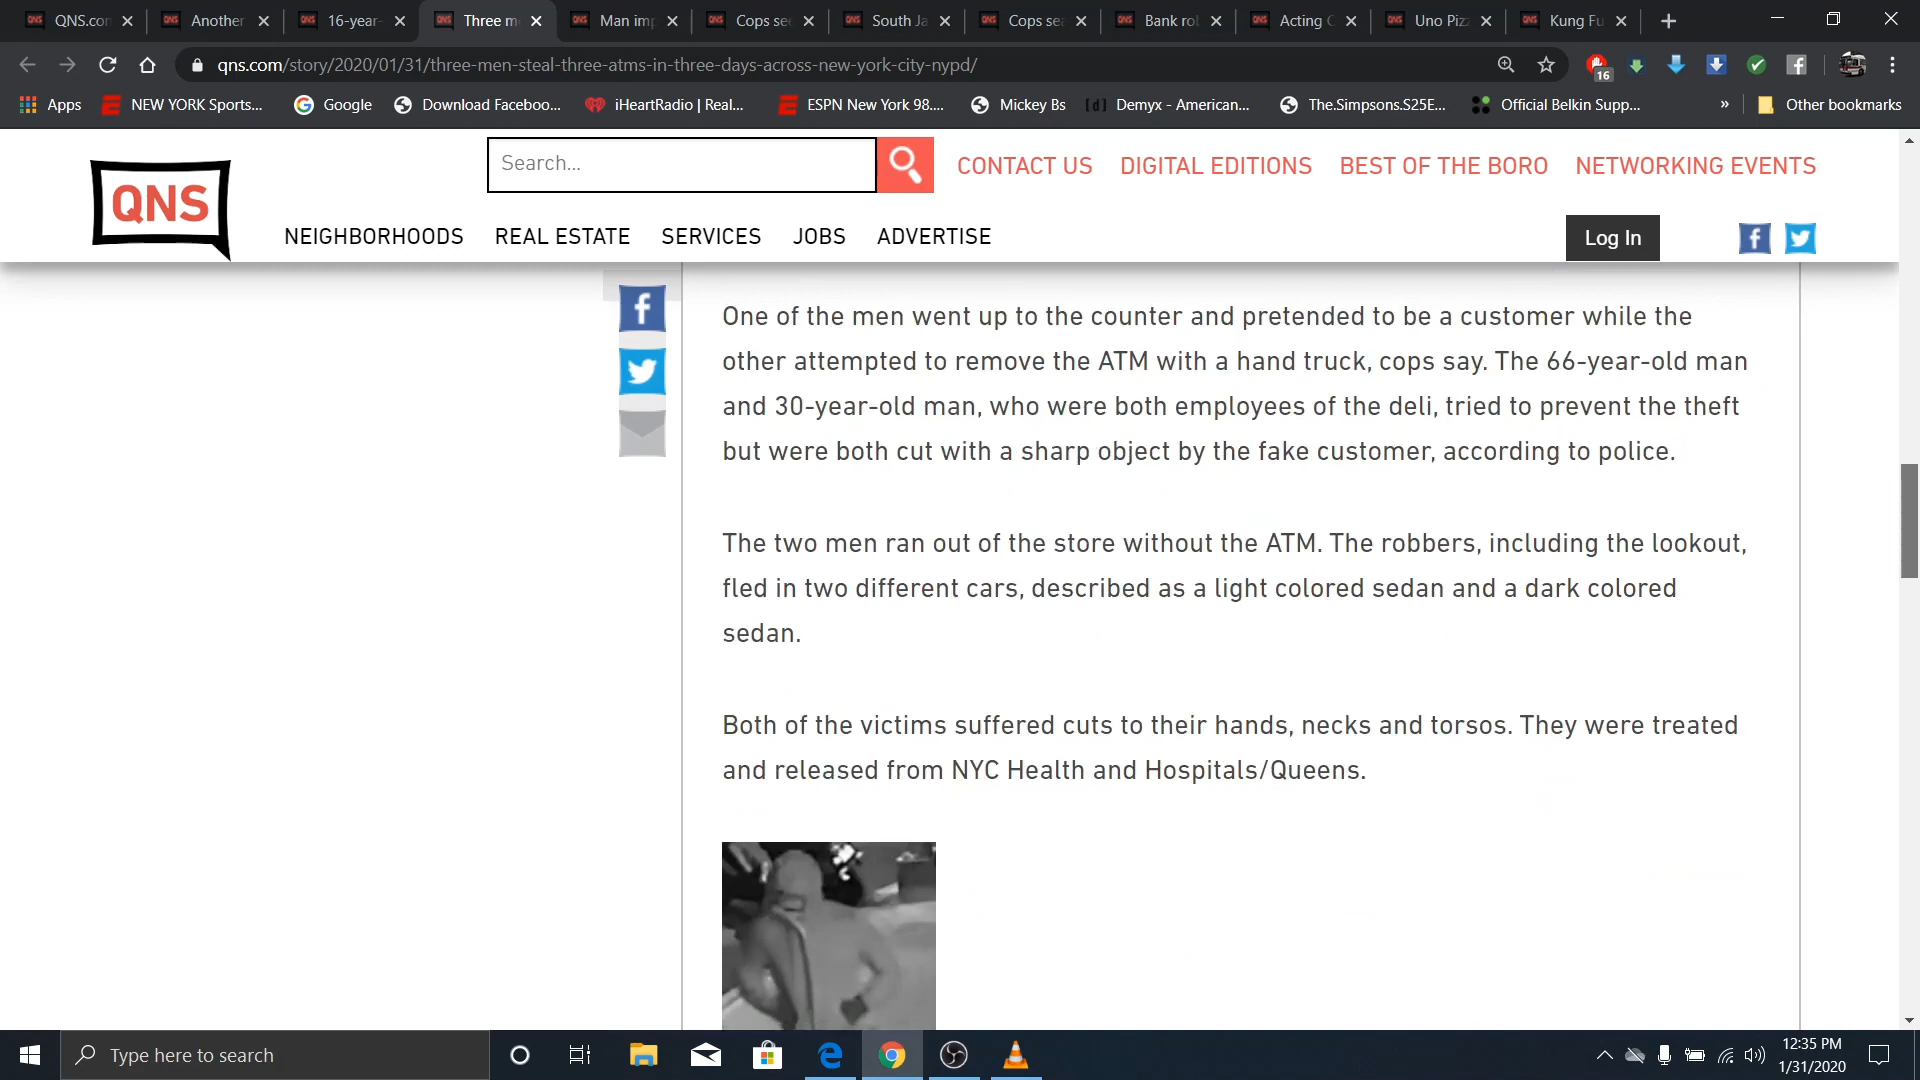 QNS.con
Another
16-year-
Three m
Man imp
Cops see
South Ja
Cops sea
Bank rol
Acting C
Uno Pizz
Kung Fu
qns.com/story/2020/01/31/three-men-steal-three-atms-in-three-days-across-new-york-city-nypd/
16
Apps
NEW YORK Sports...
Google
Download Faceboo...
iHeartRadio | Real...
ESPN New York 98....
Mickey Bs
[d] Demyx - American...
The.Simpsons.S25E...
Official Belkin Supp...
»
Other bookmarks
QNS
Search...
CONTACT US
DIGITAL EDITIONS
BEST OF THE BORO
NETWORKING EVENTS
NEIGHBORHOODS
REAL ESTATE
SERVICES
JOBS
ADVERTISE
Log In
One of the men went up to the counter and pretended to be a customer while the
other attempted to remove the ATM with a hand truck, cops say. The 66-year-old man
and 30-year-old man, who were both employees of the deli, tried to prevent the theft
but were both cut with a sharp object by the fake customer, according to police.
The two men ran out of the store without the ATM. The robbers, including the lookout,
fled in two different cars, described as a light colored sedan and a dark colored
sedan.
Both of the victims suffered cuts to their hands, necks and torsos. They were treated
and released from NYC Health and Hospitals/Queens.
Type here to search
12:35 PM
1/31/2020